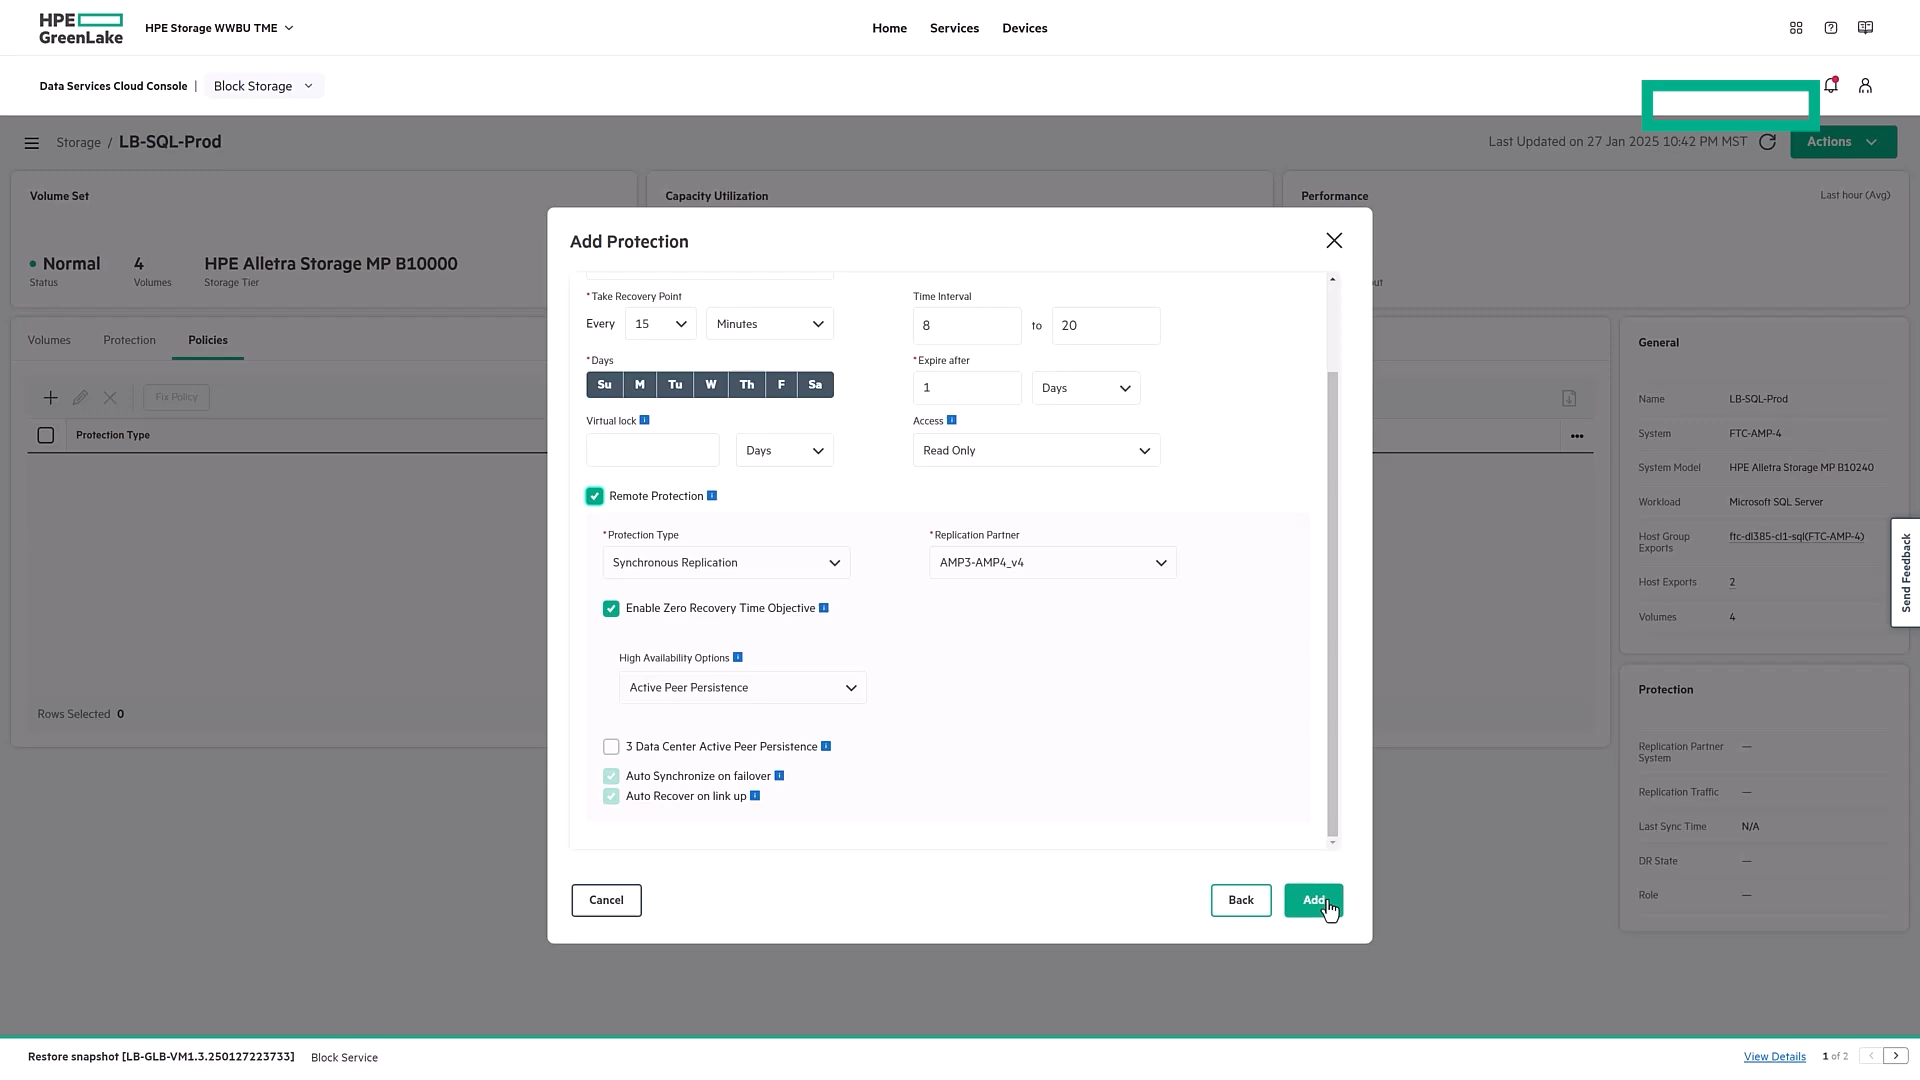 HPE
GreenLake
HPE Storage WWBU TME
Home
Services
Devices
Data Services Cloud Console |
Block Storage
Storage / LB-SQL-Prod
Last Updated on 27 Jan 2025 10:42 PM MST
Actions
Volume Set
Capacity Utilization
Performance
Last hour (Avg)
Normal
4
HPE Alletra Storage MP B10000
Status
Volumes
Storage Tier
ut
Volumes
Protection
Policies
Fix Policy
Protection Type
Rows Selected 0
Add Protection
*Take Recovery Point
Time Interval
Every
15
Minutes
8
to
20
*Days
*Expire after
Su
M
Tu
W
Th
F
Sa
1
Days
Virtual lock
Access
Days
Read Only
Remote Protection
*Protection Type
*Replication Partner
Synchronous Replication
AMP3-AMP4_v4
Enable Zero Recovery Time Objective
High Availability Options
Active Peer Persistence
3 Data Center Active Peer Persistence
Auto Synchronize on failover
Auto Recover on link up
Cancel
Back
Add
General
Name LB-SQL-Prod
System FTC-AMP-4
System Model HPE Alletra Storage MP B10240
Workload Microsoft SQL Server
Host Group
Exports
ftc-dl385-cl1-sql(FTC-AMP-4)
Host Exports 2
Volumes 4
Send Feedback
Protection
Replication Partner
System
—
Replication Traffic —
Last Sync Time N/A
DR State —
Role —
Restore snapshot [LB-GLB-VM1.3.250127223733]
Block Service
View Details
1 of 2